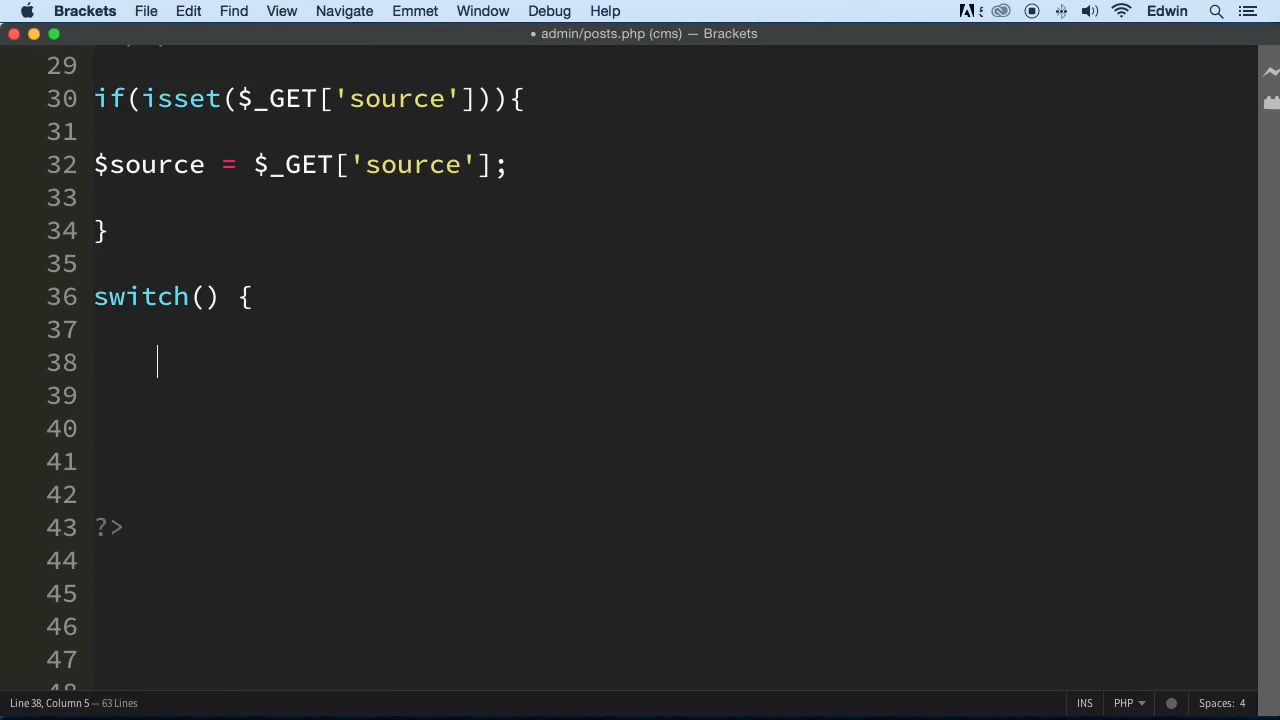 Brackets File Edit Find View Navigate Emmet Window Debug Help Edwin
admin/posts.php (cms) — Brackets
29
30 if(isset($_GET['source'])){
31
32 $source = $_GET['source'];
33
34 }
35
36 switch() {
37
38
39
40
41
42
43 ?>
44
45
46
47
Line 38, Column 5 — 63 Lines INS PHP Spaces: 4